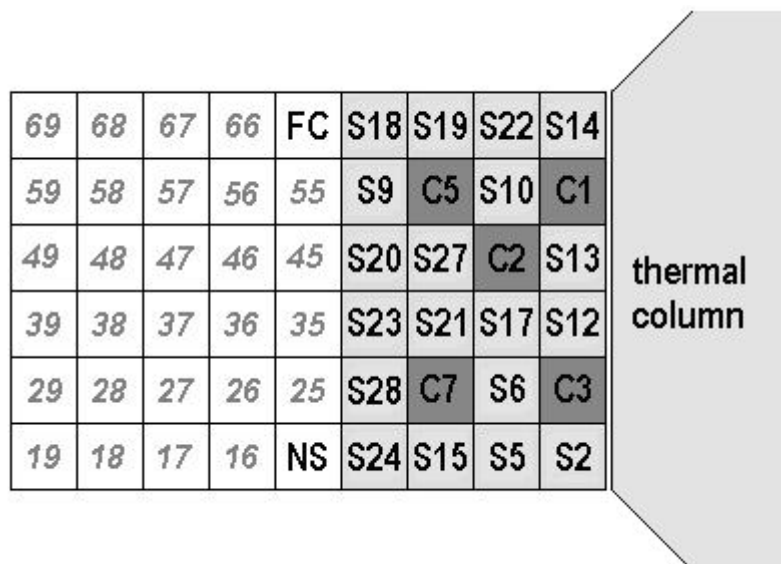 69 68 67 66 FC S18 S19 S22 S14
59 58 57 56 55 S9 C5 S10 C1
49 48 47 46 45 S20 S27 C2 S13
39 38 37 36 35 S23 S21 S17 S12
29 28 27 26 25 S28 C7 S6 C3
19 18 17 16 NS S24 S15 S5 S2
thermal
column